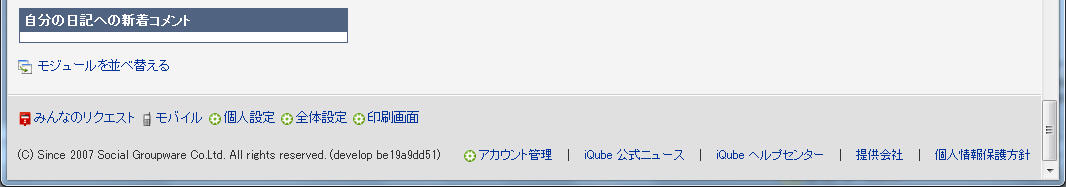 自分の日記への新着コメント
モジュールを並べ替える
みんなのリクエスト モバイル 個人設定 全体設定 印刷画面
(C) Since 2007 Social Groupware Co.Ltd. All rights reserved. (develop be19a9dd51) アカウント管理 | iQube 公式ニュース | iQube ヘルプセンター | 提供会社 | 個人情報保護方針